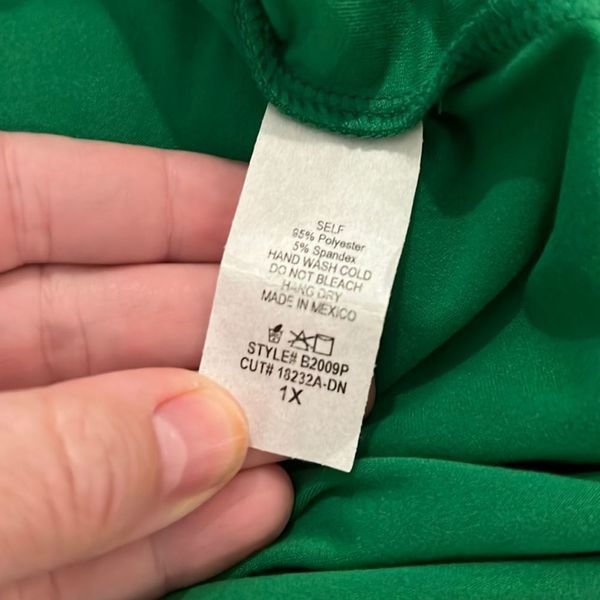 SELF
95% Polyester
5% Spandex
HAND WASH COLD
DO NOT BLEACH
HANG DRY
MADE IN MEXICO
STYLE# B2009P
CUT# 18232A-DN
1X